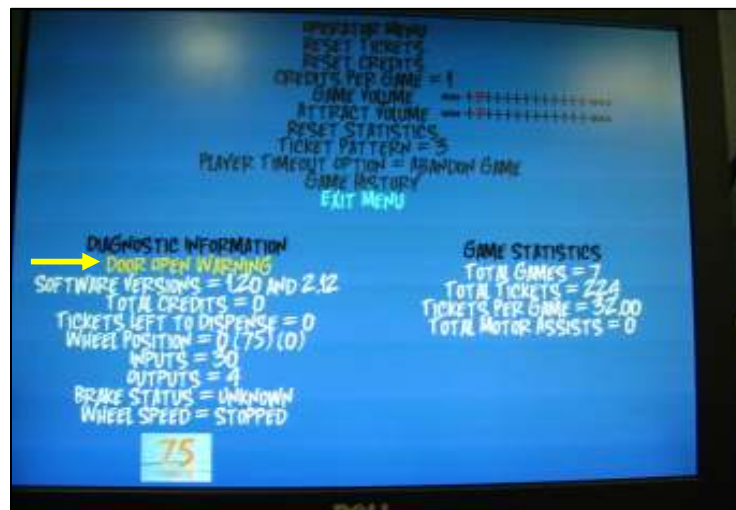 OPERATOR MENU
RESET TICKETS
RESET CREDITS
CREDITS PER GAME = 1
GAME VOLUME
ATTRACT VOLUME
RESET STATISTICS
TICKET PATTERN = 3
PLAYER TIMEOUT OPTION = ABANDON GAME
GAME HISTORY
EXIT MENU
DIAGNOSTIC INFORMATION
DOOR OPEN WARNING
SOFTWARE VERSIONS = 1.20 AND 2.12
TOTAL CREDITS = 0
TICKETS LEFT TO DISPENSE = 0
WHEEL POSITION = 0 (75) (0)
INPUTS = 30
OUTPUTS = 4
BRAKE STATUS = UNKNOWN
WHEEL SPEED = STOPPED
75
GAME STATISTICS
TOTAL GAMES = 7
TOTAL TICKETS = 224
TICKETS PER GAME = 32.00
TOTAL MOTOR ASSISTS = 0
DELL